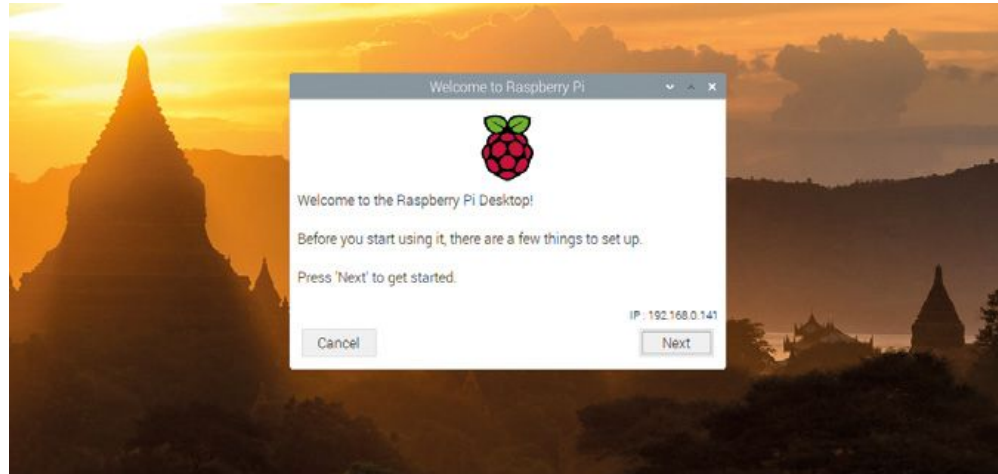 Welcome to Raspberry Pi
Welcome to the Raspberry Pi Desktop!
Before you start using it, there are a few things to set up.
Press 'Next' to get started.
IP : 192.168.0.141
Cancel
Next